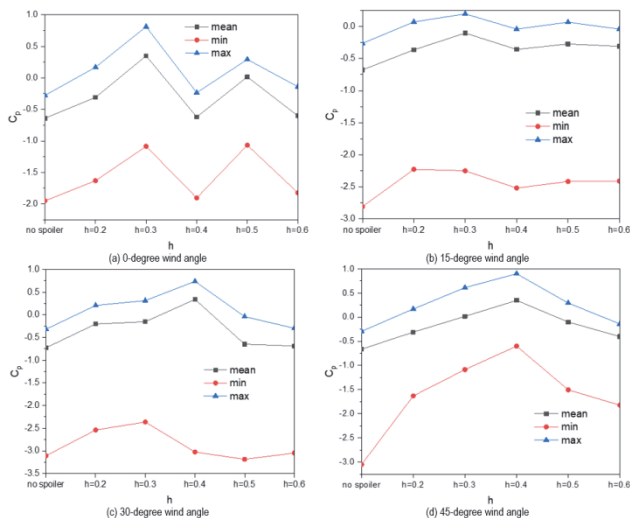 1.0
0.5
0.0
-0.5
-1.0
-1.5
-2.0
Cp
mean
min
max
no spoiler h=0.2 h=0.3 h=0.4 h=0.5 h=0.6
h
(a) 0-degree wind angle
0.0
-0.5
-1.0
-1.5
-2.0
-2.5
-3.0
Cp
mean
min
max
no spoiler h=0.2 h=0.3 h=0.4 h=0.5 h=0.6
h
(b) 15-degree wind angle
1.0
0.5
0.0
-0.5
-1.0
-1.5
-2.0
-2.5
-3.0
-3.5
Cp
mean
min
max
no spoiler h=0.2 h=0.3 h=0.4 h=0.5 h=0.6
h
(c) 30-degree wind angle
1.0
0.5
0.0
-0.5
-1.0
-1.5
-2.0
-2.5
-3.0
Cp
mean
min
max
no spoiler h=0.2 h=0.3 h=0.4 h=0.5 h=0.6
h
(d) 45-degree wind angle